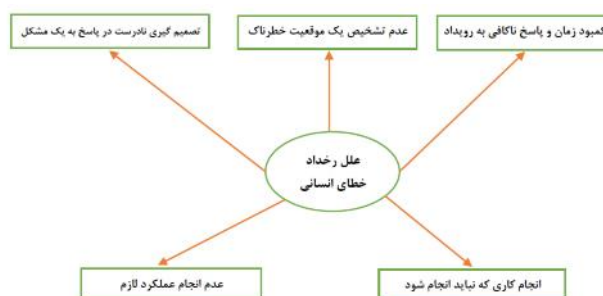 کمبود زمان و پاسخ ناکافی به رویداد
عدم تشخیص یک موقعیت خطرناک
تصمیم گیری نادرست در پاسخ به یک مشکل
علل رخداد
خطای انسانی
انجام کاری که نباید انجام شود
عدم انجام عملکرد لازم